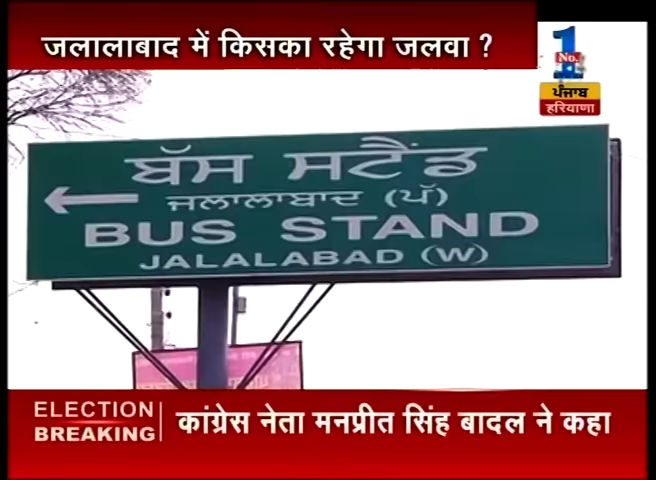 जलालाबाद में किसका रहेगा जलवा ?
No.
1
ਪੰਜਾਬ
हरियाणा
ਬੱਸ ਸਟੈਂਡ
ਜਲਾਲਾਬਾਦ (ਪੱ)
BUS STAND
JALALABAD (W)
ELECTION
BREAKING
कांग्रेस नेता मनप्रीत सिंह बादल ने कहा